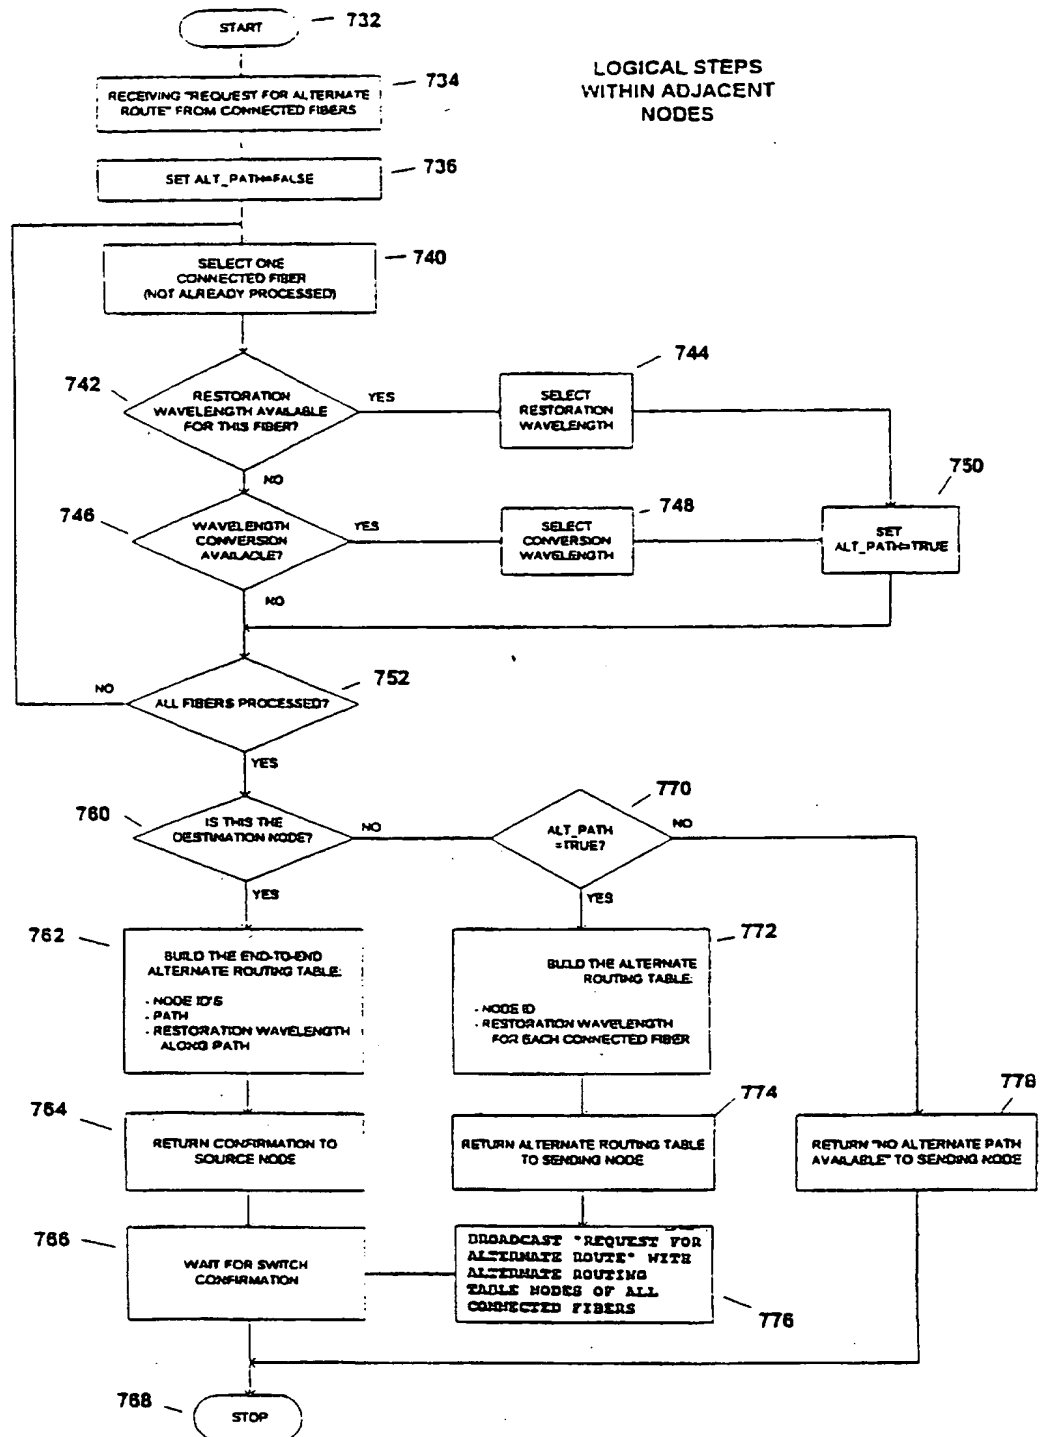 START
732
LOGICAL STEPS
WITHIN ADJACENT
NODES
RECEIVING "REQUEST FOR ALTERNATE
ROUTE" FROM CONNECTED FIBERS
734
SET ALT_PATH=FALSE
736
SELECT ONE
CONNECTED FIBER
(NOT ALREADY PROCESSED)
740
742
RESTORATION
WAVELENGTH AVAILABLE
FOR THIS FIBER?
YES
NO
SELECT
RESTORATION
WAVELENGTH
744
746
WAVELENGTH
CONVERSION
AVAILABLE?
YES
NO
SELECT
CONVERSION
WAVELENGTH
748
750
SET
ALT_PATH=TRUE
NO
ALL FIBERS PROCESSED?
752
YES
760
IS THIS THE
DESTINATION NODE?
NO
YES
770
ALT_PATH
=TRUE?
NO
YES
762
BUILD THE END-TO-END
ALTERNATE ROUTING TABLE:
- NODE ID'S
- PATH
- RESTORATION WAVELENGTH
ALONG PATH
772
BUILD THE ALTERNATE
ROUTING TABLE:
- NODE ID
- RESTORATION WAVELENGTH
FOR EACH CONNECTED FIBER
764
RETURN CONFIRMATION TO
SOURCE NODE
774
RETURN ALTERNATE ROUTING TABLE
TO SENDING NODE
778
RETURN "NO ALTERNATE PATH
AVAILABLE" TO SENDING NODE
766
WAIT FOR SWITCH
CONFIRMATION
BROADCAST "REQUEST FOR
ALTERNATE ROUTE" WITH
ALTERNATE ROUTING
TABLE NODES OF ALL
CONNECTED FIBERS
776
768
STOP